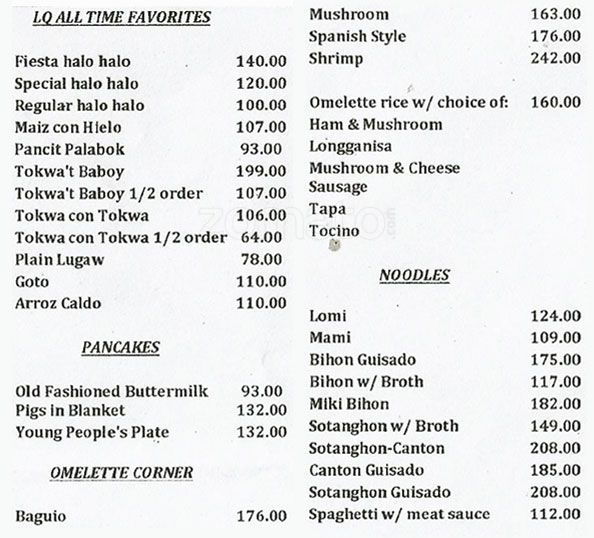 LQ ALL TIME FAVORITES
Fiesta halo halo 140.00
Special halo halo 120.00
Regular halo halo 100.00
Maiz con Hielo 107.00
Pancit Palabok 93.00
Tokwa't Baboy 199.00
Tokwa't Baboy 1/2 order 107.00
Tokwa con Tokwa 106.00
Tokwa con Tokwa 1/2 order 64.00
Plain Lugaw 78.00
Goto 110.00
Arroz Caldo 110.00
PANCAKES
Old Fashioned Buttermilk 93.00
Pigs in Blanket 132.00
Young People's Plate 132.00
OMELETTE CORNER
Baguio 176.00
Mushroom 163.00
Spanish Style 176.00
Shrimp 242.00
Omelette rice w/ choice of: 160.00
Ham & Mushroom
Longganisa
Mushroom & Cheese
Sausage
Tapa
Tocino
NOODLES
Lomi 124.00
Mami 109.00
Bihon Guisado 175.00
Bihon w/ Broth 117.00
Miki Bihon 182.00
Sotanghon w/ Broth 149.00
Sotanghon-Canton 208.00
Canton Guisado 185.00
Sotanghon Guisado 208.00
Spaghetti w/ meat sauce 112.00
zomato.com